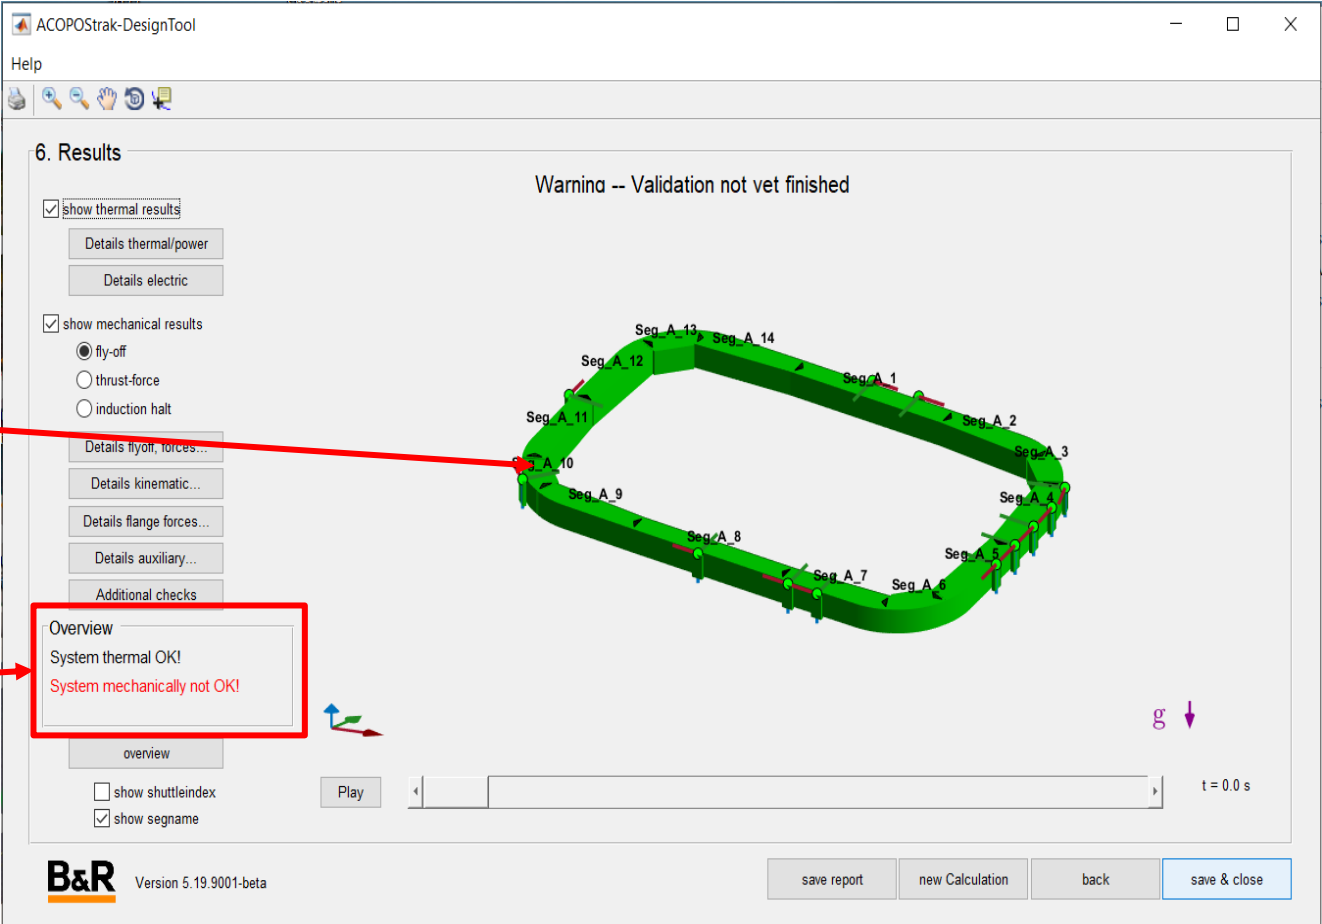 ACOPOStrak-DesignTool
Help
6. Results
Warning -- Validation not yet finished
show thermal results
Details thermal/power
Details electric
show mechanical results
fly-off
thrust-force
induction halt
Details flyoff, forces...
Details kinematic...
Details flange forces...
Details auxiliary...
Additional checks
Overview
System thermal OK!
System mechanically not OK!
overview
show shuttleindex
show segname
Seg_A_13
Seg_A_14
Seg_A_12
Seg_A_1
Seg_A_11
Seg_A_2
Seg_A_3
Seg_A_10
Seg_A_9
Seg_A_4
Seg_A_8
Seg_A_5
Seg_A_7
Seg_A_6
g
Play
t = 0.0 s
B&R
Version 5.19.9001-beta
save report
new Calculation
back
save & close